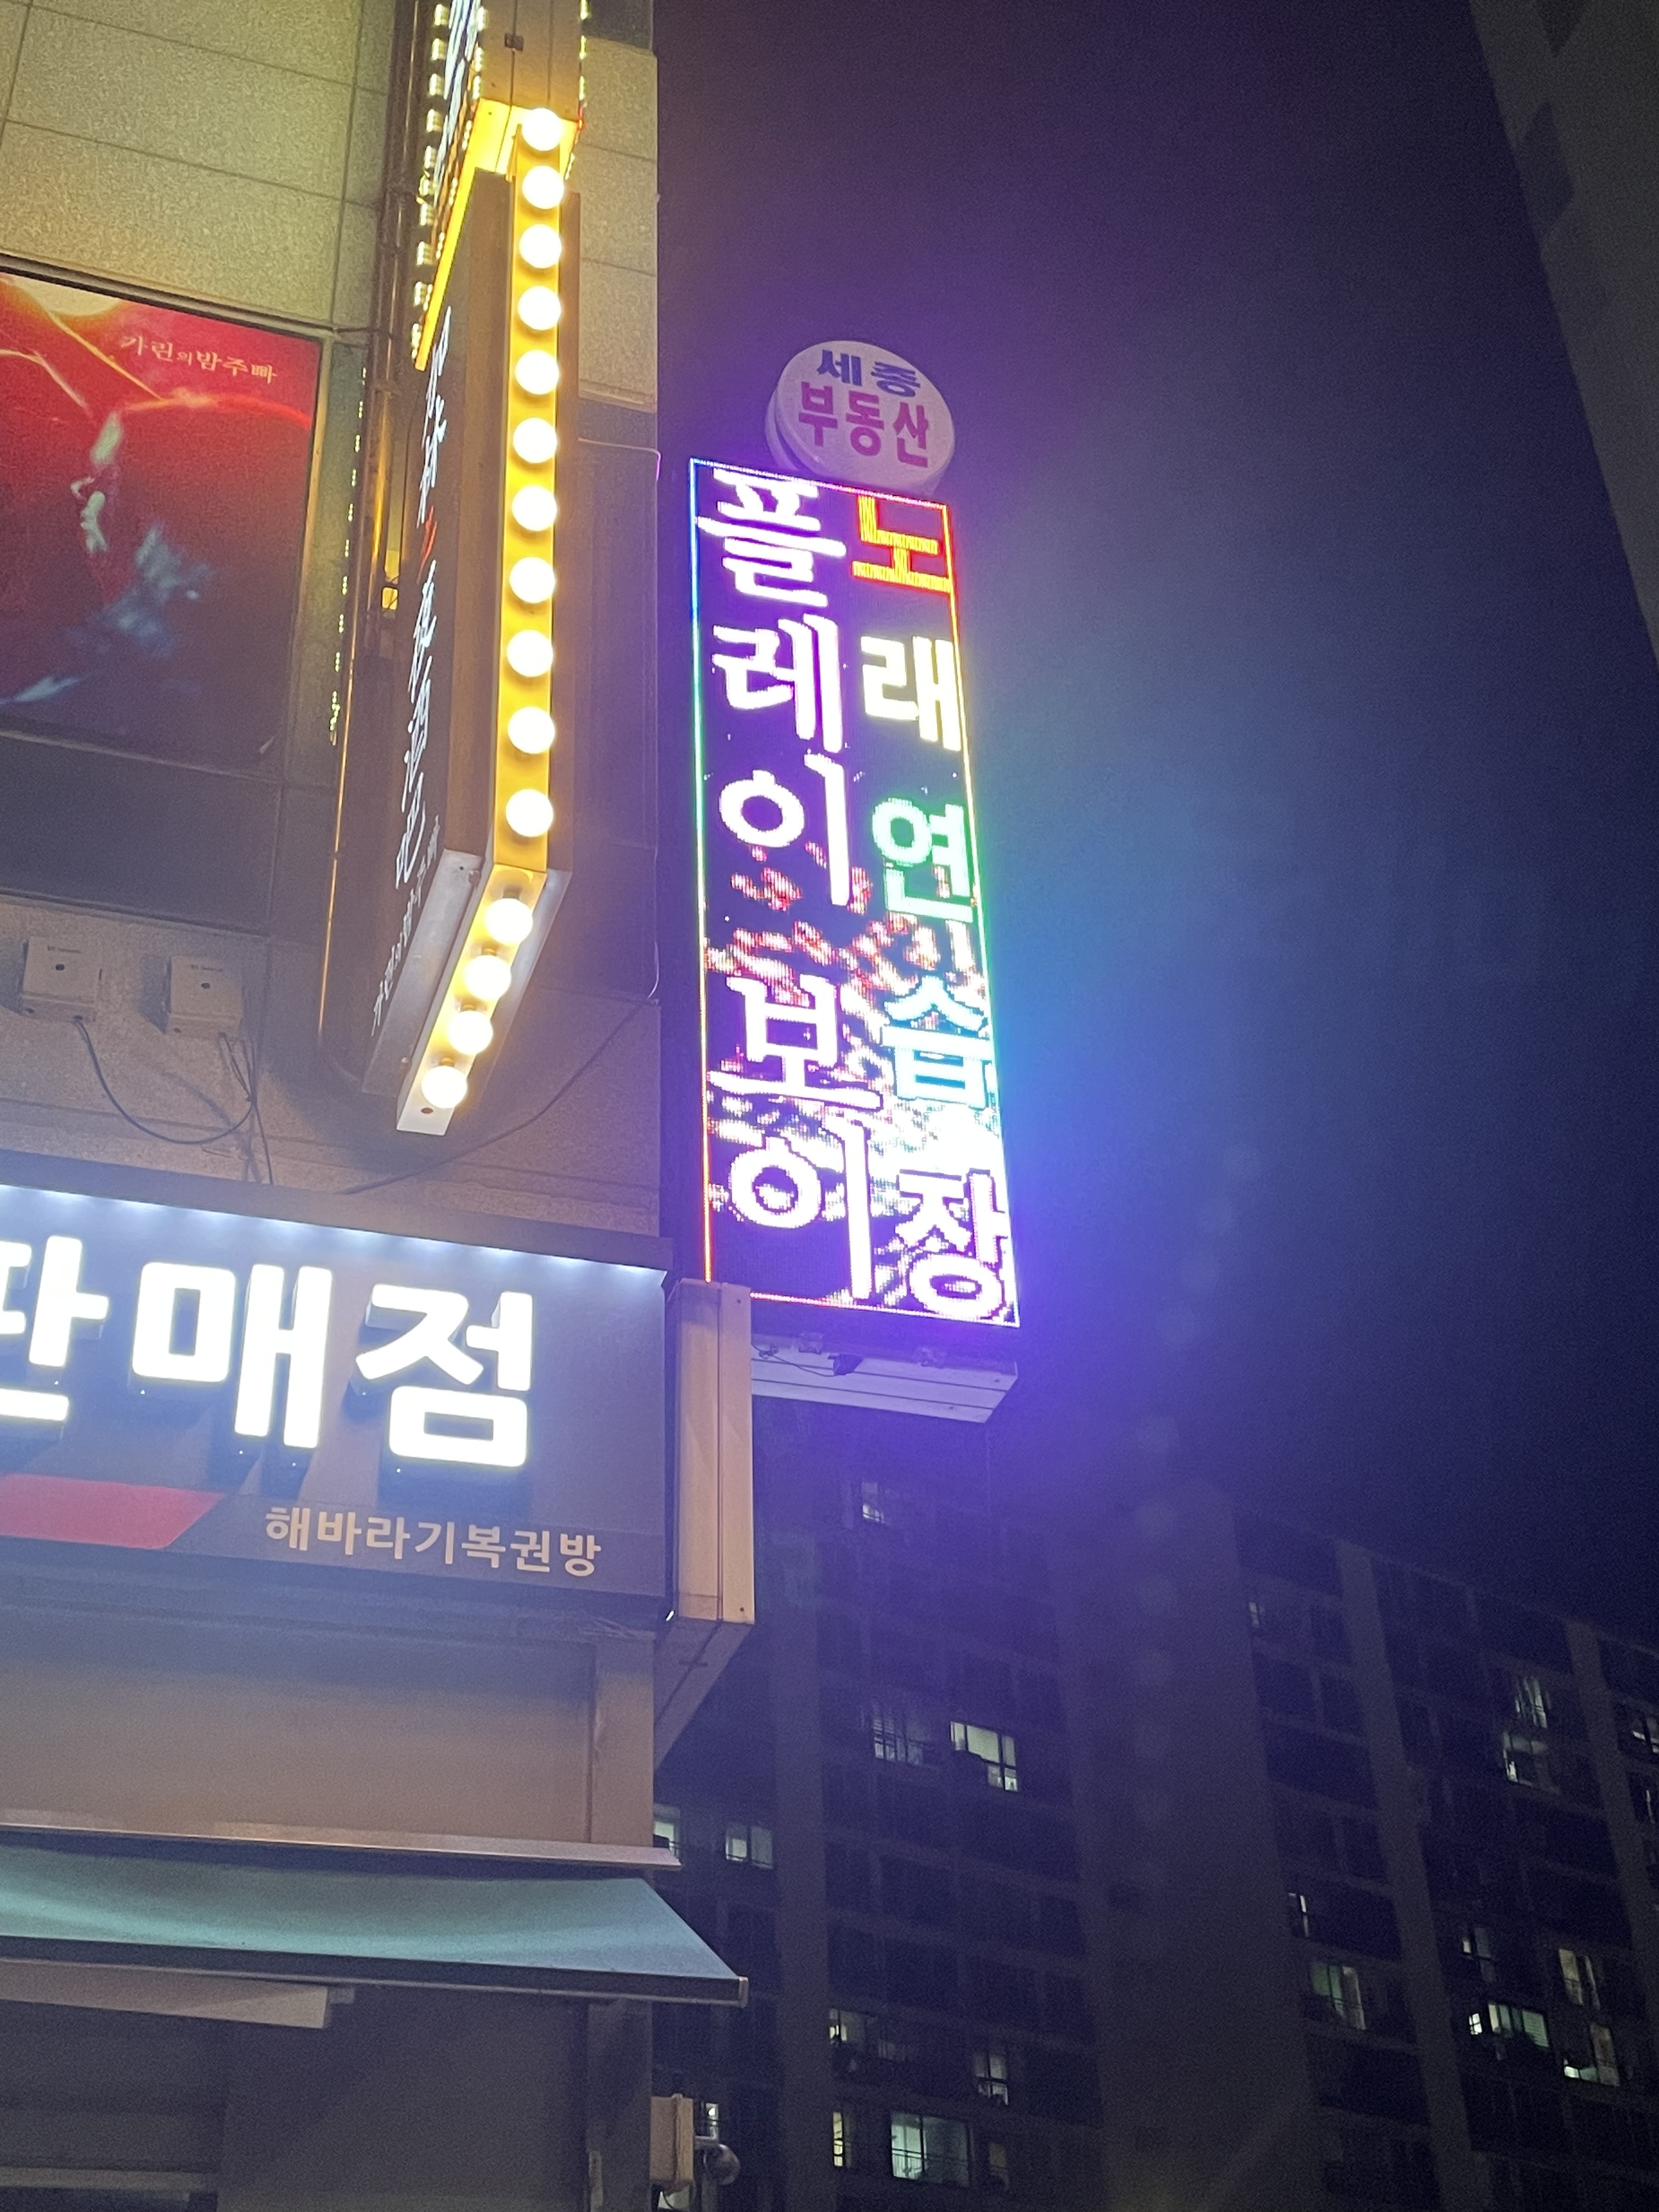 가린의밤주빠
세종
부동산
플레이보이
노래연습장
판매점
해바라기복권방